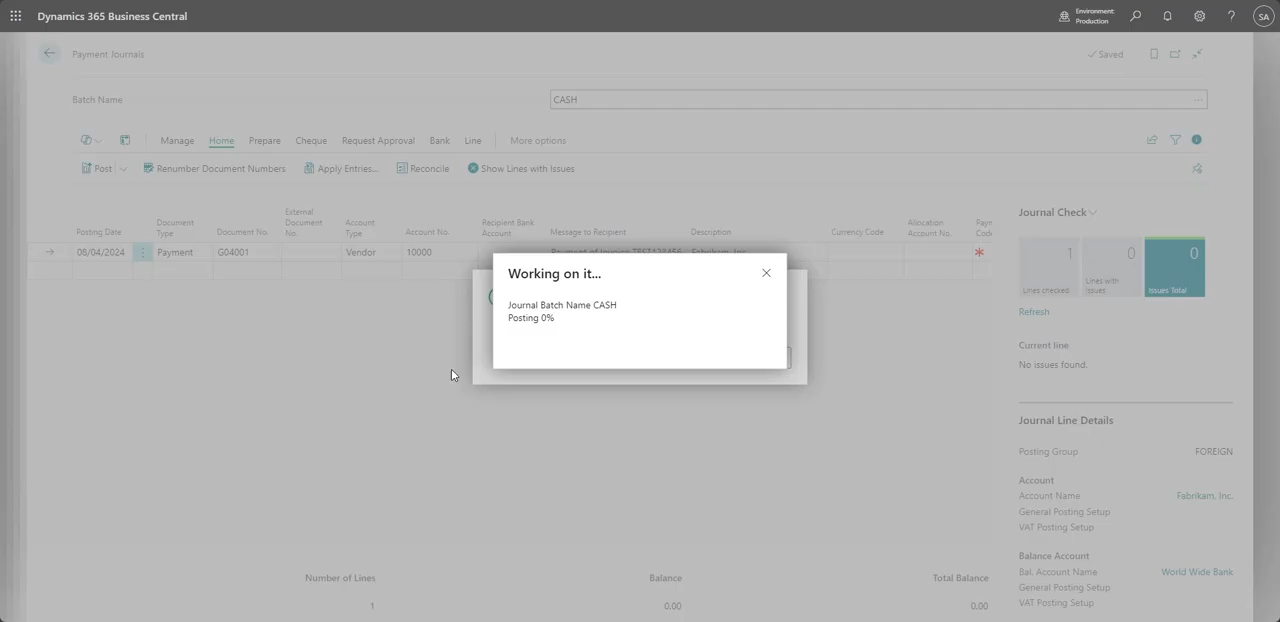 Dynamics 365 Business Central
Environment:
Production
?
SA
Payment Journals
Saved
Batch Name
CASH
Manage Home Prepare Cheque Request Approval Bank Line More options
Post Renumber Document Numbers Apply Entries... Reconcile Show Lines with Issues
Posting Date Document Type Document No. External Document No. Account Type Account No. Recipient Bank Account Message to Recipient Description Currency Code Allocation Account No.
08/04/2024 Payment G04001 Vendor 10000 Payment of Invoice TEST123456 Fabrikam, Inc.
Working on it...
Journal Batch Name CASH
Posting 0%
Journal Check
1 Lines checked
0 Lines with Issues
0 Issues Total
Refresh
Current line
No issues found.
Journal Line Details
Posting Group FOREIGN
Account
Account Name Fabrikam, Inc.
General Posting Setup
VAT Posting Setup
Balance Account
Bal. Account Name World Wide Bank
General Posting Setup
VAT Posting Setup
Number of Lines Balance Total Balance
1 0.00 0.00